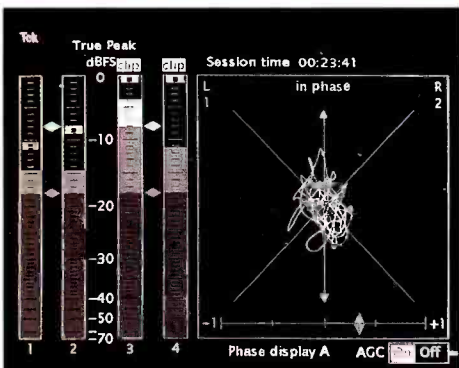 Tek
True Peak
dBFS clip clip
Session time 00:23:41
0
L in phase R
1 2
-10
-20
-30
-40
-50
-70
-1 +1
1 2 3 4
Phase display A AGC On Off